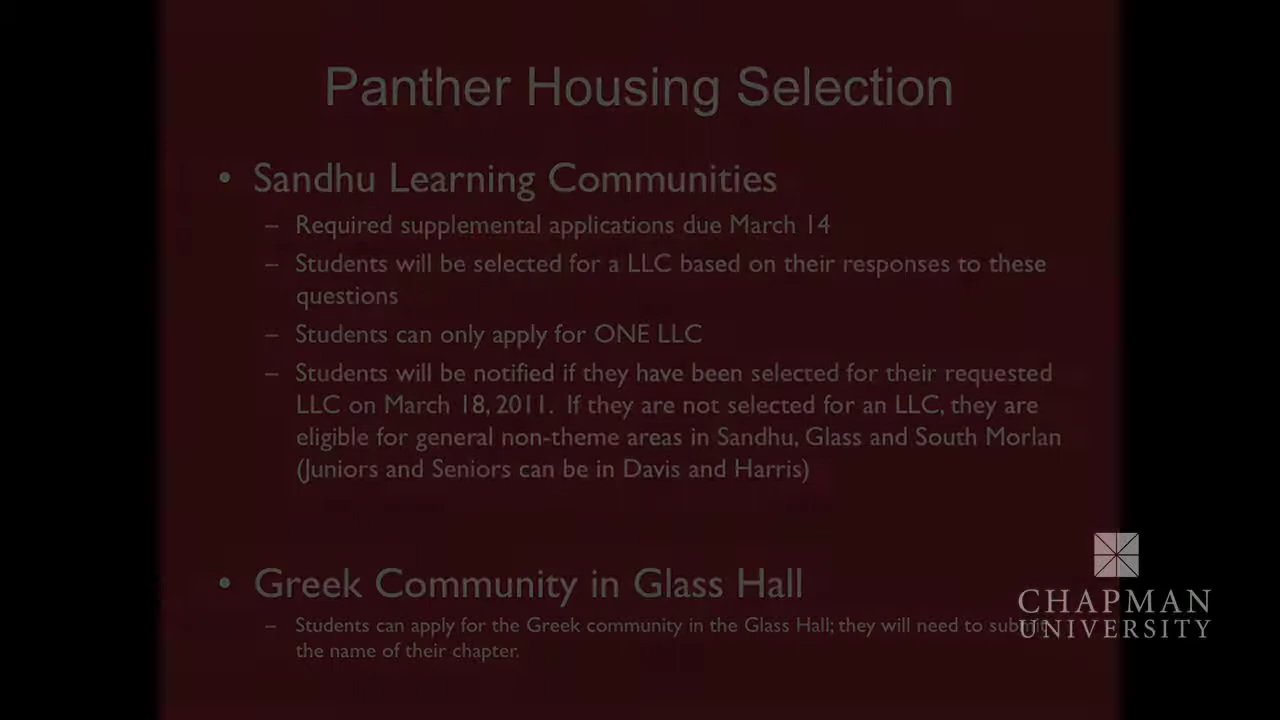 Panther Housing Selection
• Sandhu Learning Communities
– Required supplemental applications due March 14
– Students will be selected for a LLC based on their responses to these
questions
– Students can only apply for ONE LLC
– Students will be notified if they have been selected for their requested
LLC on March 18, 2011. If they are not selected for an LLC, they are
eligible for general non-theme areas in Sandhu, Glass and South Morlan
(Juniors and Seniors can be in Davis and Harris)
• Greek Community in Glass Hall
– Students can apply for the Greek community in the Glass Hall; they will need to submit
the name of their chapter.
CHAPMAN
UNIVERSITY